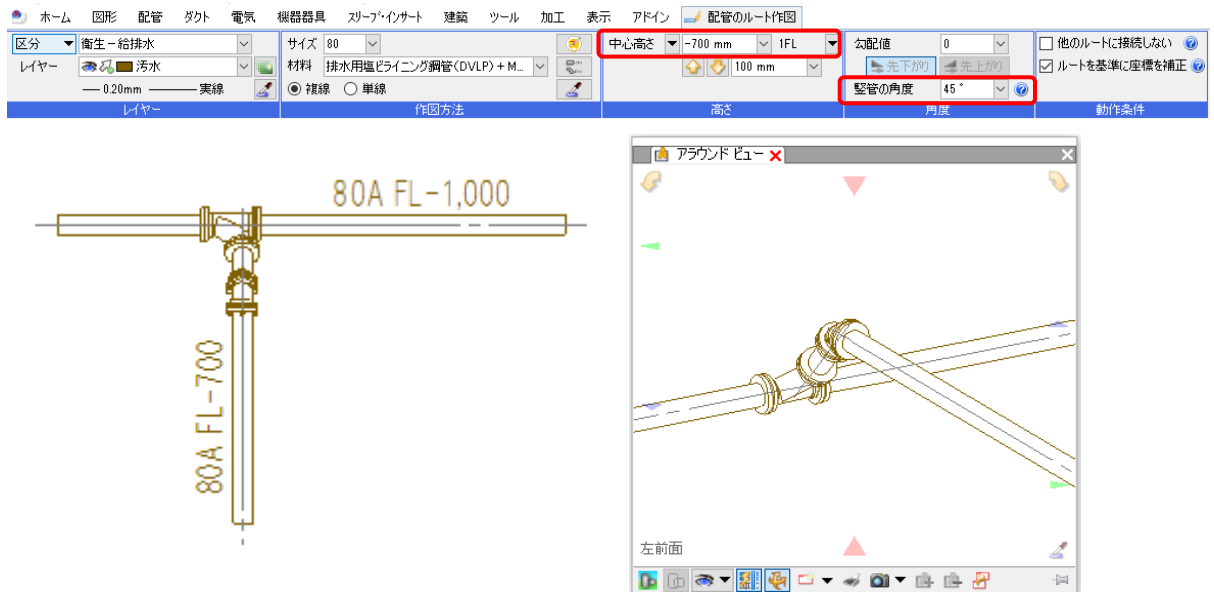 ホーム 図形 配管 ダクト 電気 機器器具 スリーブ・インサート 建築 ツール 加工 表示 アドイン 配管のルート作図
区分 衛生-給排水 サイズ 80 中心高さ -700 mm 1FL 勾配値 0 他のルートに接続しない
レイヤー 汚水 材料 排水用塩ビライニング鋼管(DVLP)+M... 100 mm 先下がり 先上がり ルートを基準に座標を補正
0.20mm 実線 複線 単線 竪管の角度 45°
レイヤー 作図方法 高さ 角度 動作条件
80A FL-1,000
80A FL-700
アラウンド ビュー
左前面